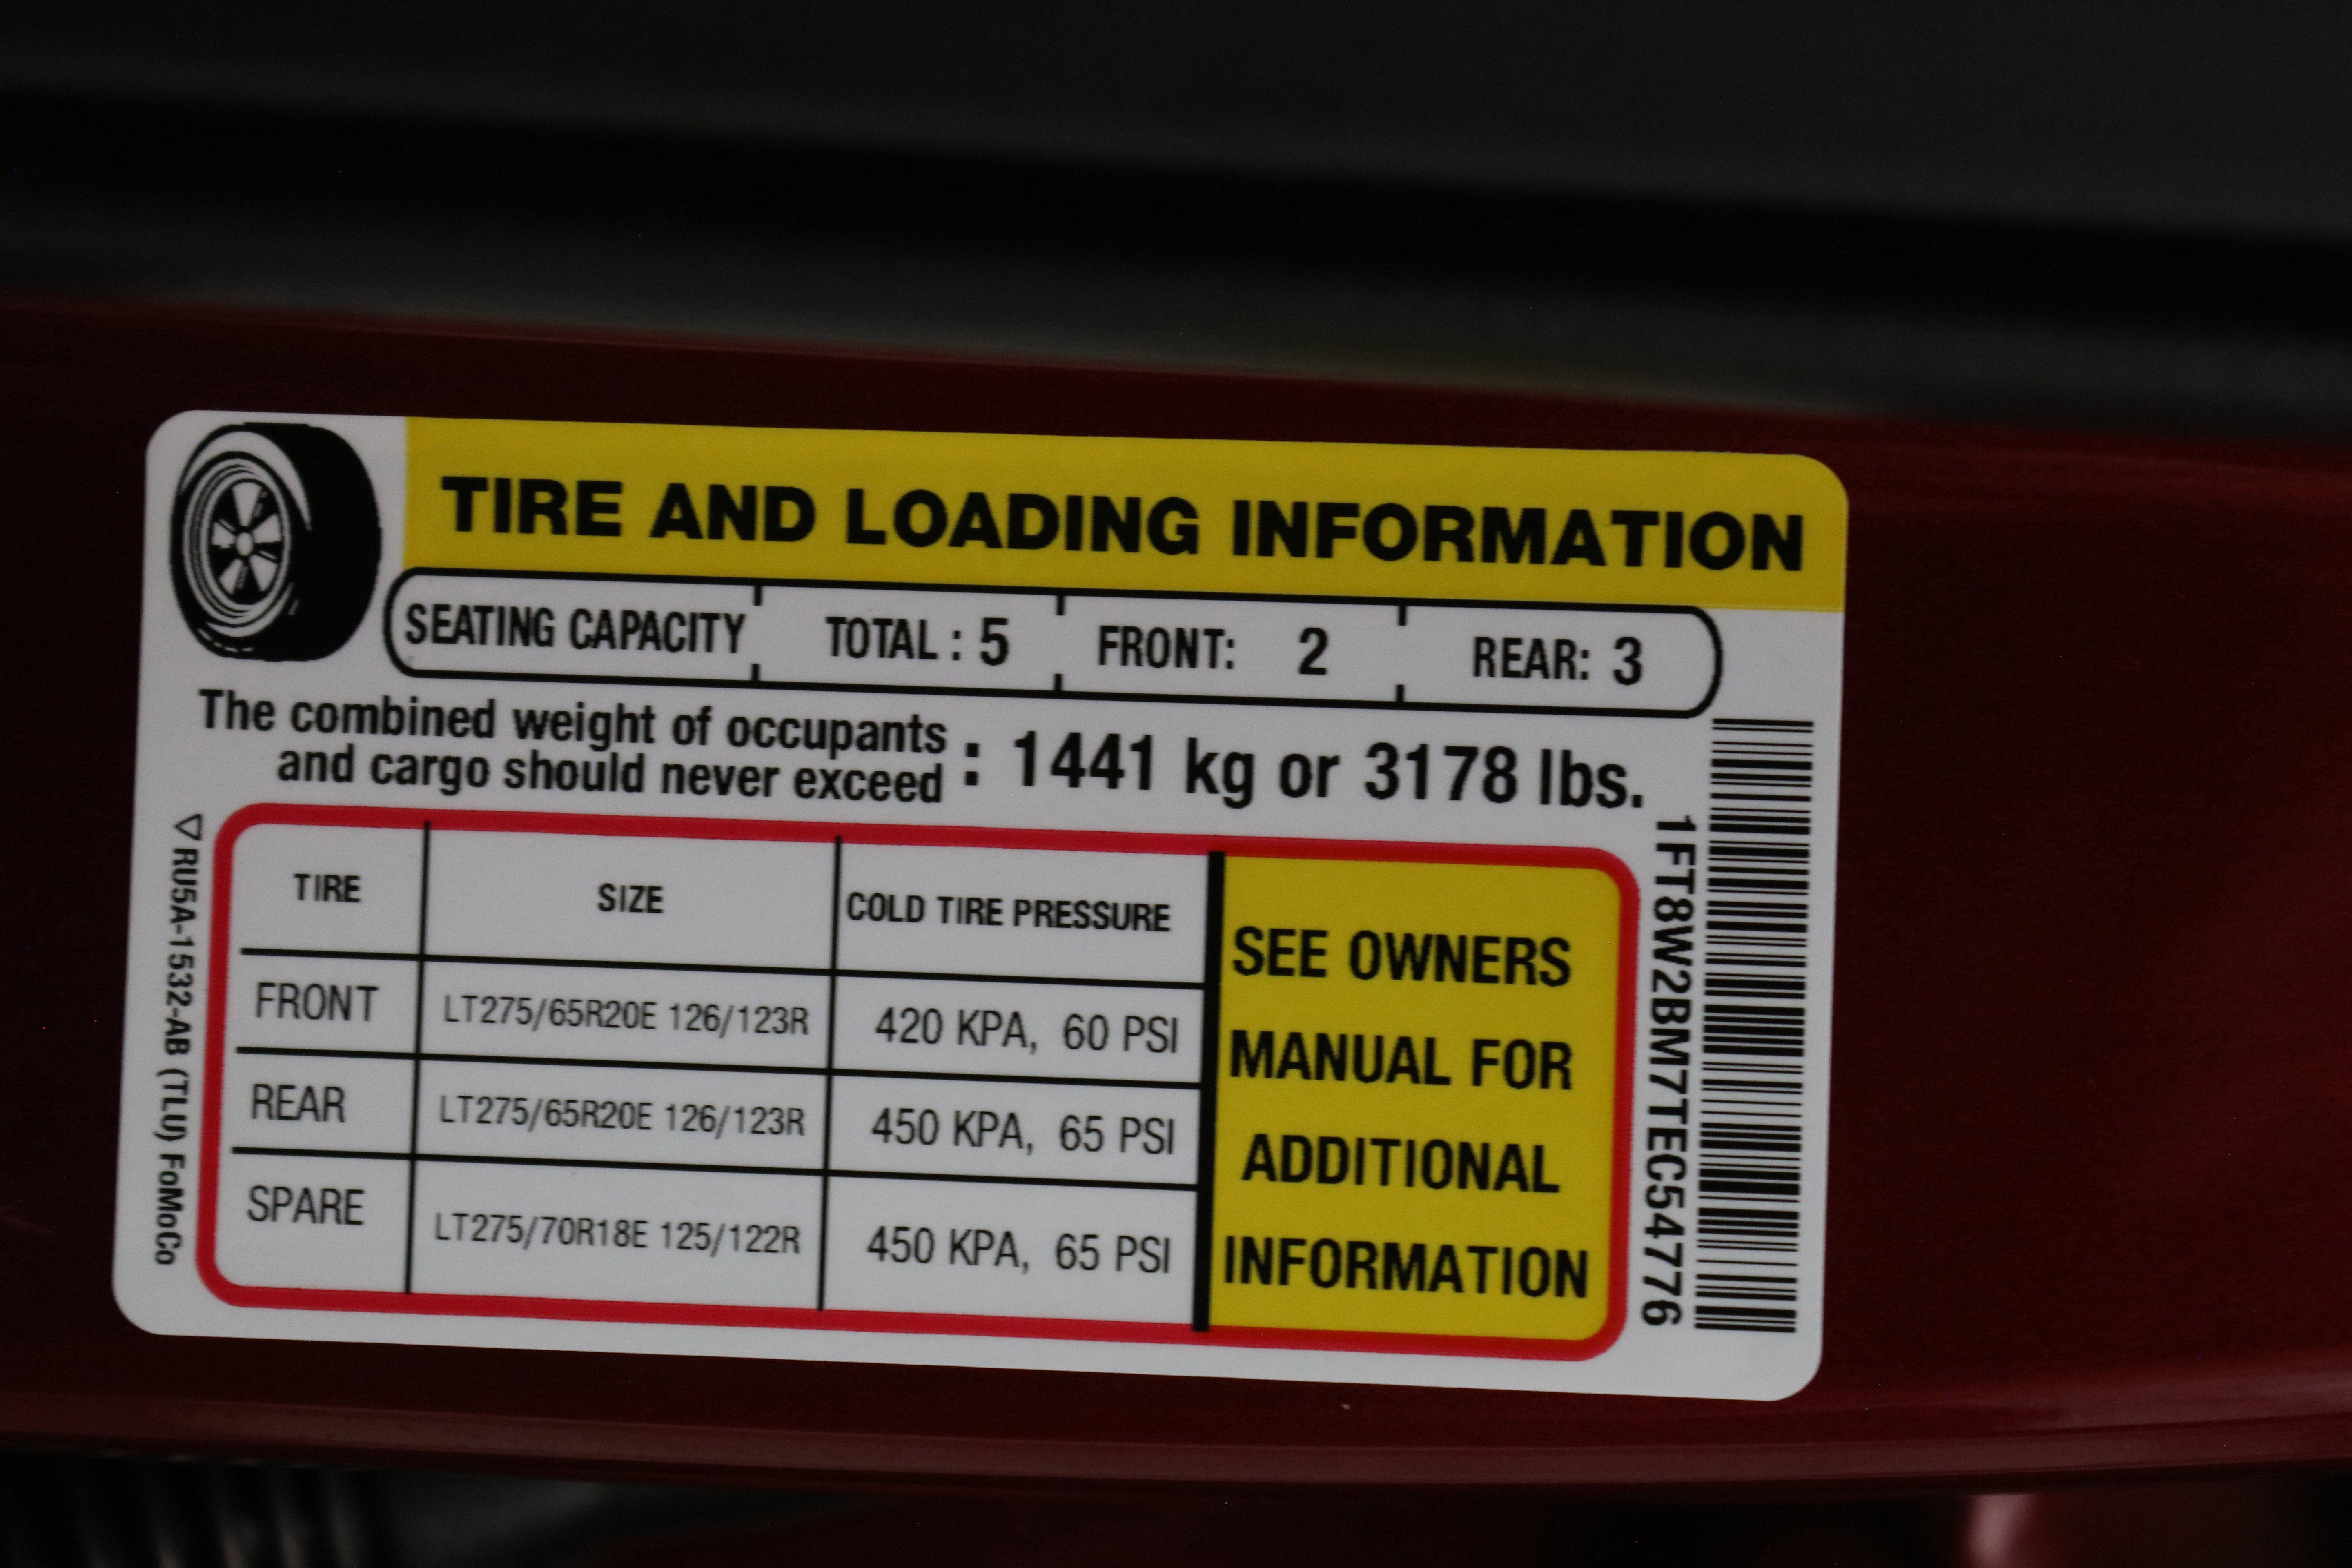 TIRE AND LOADING INFORMATION
SEATING CAPACITY TOTAL : 5 FRONT: 2 REAR: 3
The combined weight of occupants
and cargo should never exceed : 1441 kg or 3178 lbs.
TIRE SIZE COLD TIRE PRESSURE
FRONT LT275/65R20E 126/123R 420 KPA, 60 PSI
REAR LT275/65R20E 126/123R 450 KPA, 65 PSI
SPARE LT275/70R18E 125/122R 450 KPA, 65 PSI
SEE OWNERS
MANUAL FOR
ADDITIONAL
INFORMATION
RU5A-1532-AB (TLU) FoMoCo
1FT8W2BM7TEC54776